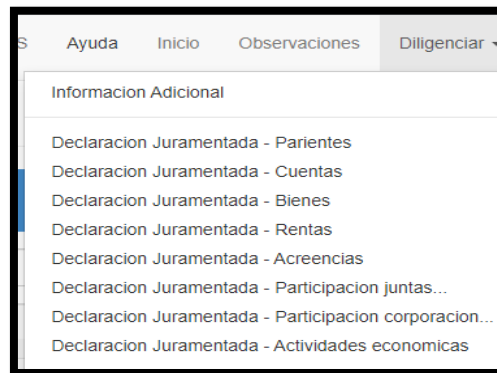 S Ayuda Inicio Observaciones Diligenciar
Informacion Adicional
Declaracion Juramentada - Parientes
Declaracion Juramentada - Cuentas
Declaracion Juramentada - Bienes
Declaracion Juramentada - Rentas
Declaracion Juramentada - Acreencias
Declaracion Juramentada - Participacion juntas...
Declaracion Juramentada - Participacion corporacion...
Declaracion Juramentada - Actividades economicas